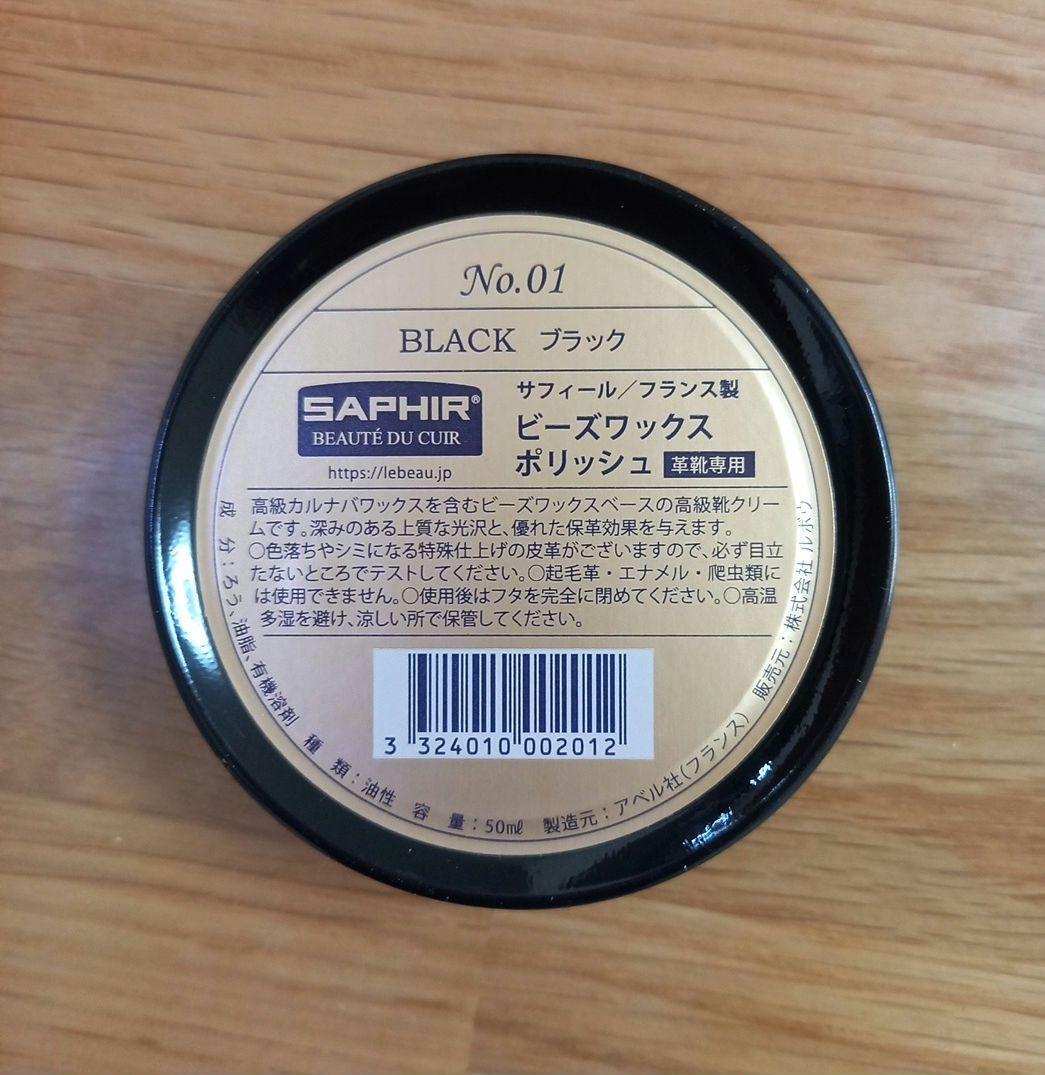 No.01
BLACK ブラック
SAPHIR®
BEAUTÉ DU CUIR
https://lebeau.jp
サフィール／フランス製
ビーズワックス
ポリッシュ 革靴専用
高級カルナバワックスを含むビーズワックスベースの高級靴クリー
ムです。深みのある上質な光沢と、優れた保革効果を与えます。
○色落ちやシミになる特殊仕上げの皮革がございますので、必ず目立
たないところでテストしてください。○起毛革・エナメル・爬虫類に
は使用できません。○使用後はフタを完全に閉めてください。○高温
多湿を避け、涼しい所で保管してください。
3 324010 002012
成 分：ろう、油脂、有機溶剤 種 類：油性 容 量：50㎖ 製造元：アベル社（フランス） 販売元：株式会社 ルボウ